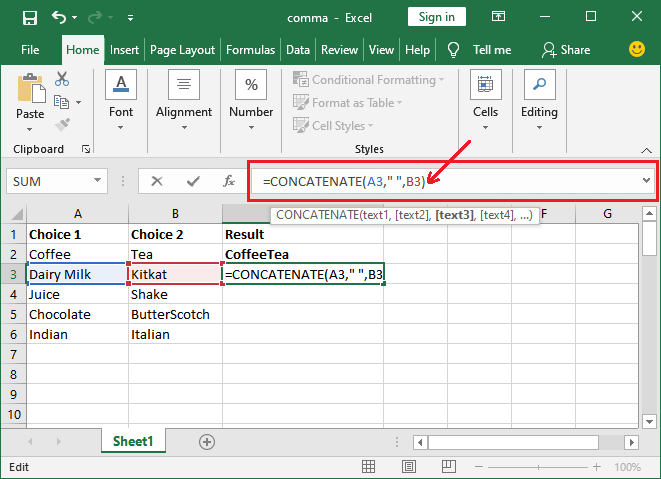 comma - Excel
Sign in
File Home Insert Page Layout Formulas Data Review View Help Tell me Share
Paste
Clipboard
Font
Alignment
%
Number
Conditional Formatting
Format as Table
Cell Styles
Styles
Cells
Editing
SUM fx =CONCATENATE(A3," ",B3)
CONCATENATE(text1, [text2], [text3], [text4], ...)
A B C F G
1 Choice 1 Choice 2 Result
2 Coffee Tea CoffeeTea
3 Dairy Milk Kitkat =CONCATENATE(A3," ",B3
4 Juice Shake
5 Chocolate ButterScotch
6 Indian Italian
7
8
9
10
Sheet1
Edit 100%